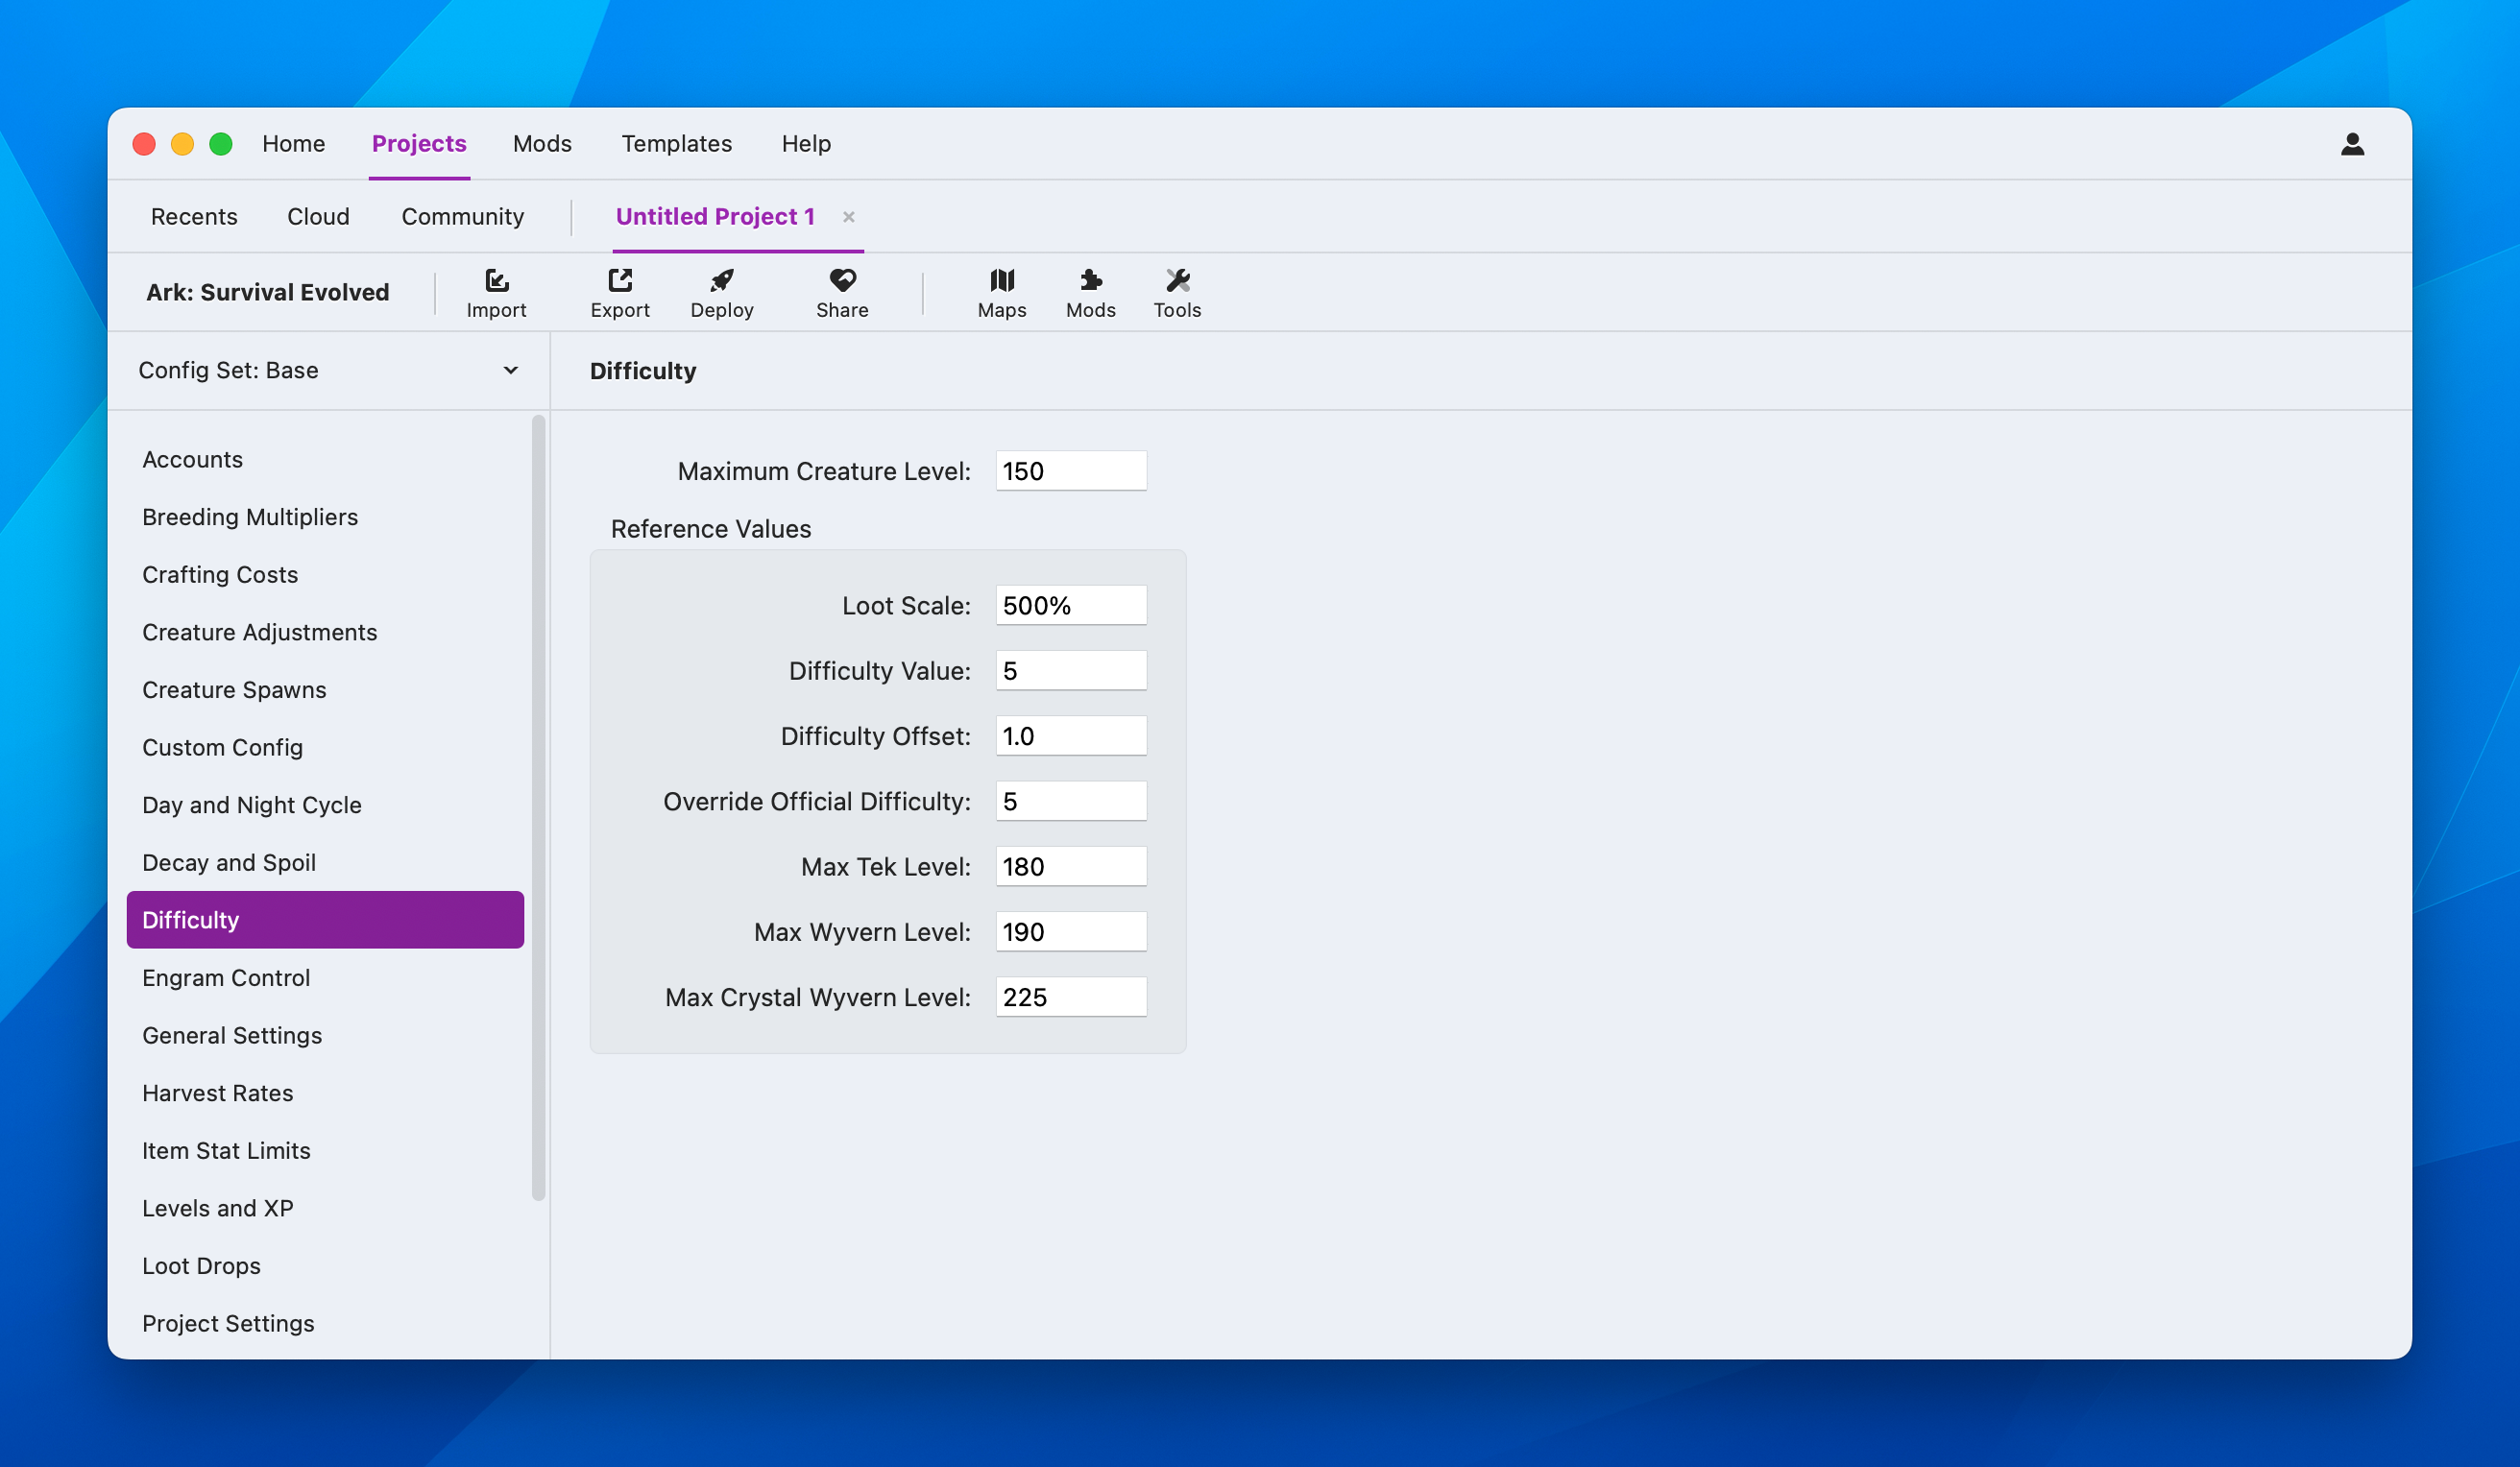 Home
Projects
Mods
Templates
Help
Recents
Cloud
Community
Untitled Project 1
Ark: Survival Evolved
Import
Export
Deploy
Share
Maps
Mods
Tools
Config Set: Base
Difficulty
Accounts
Breeding Multipliers
Crafting Costs
Creature Adjustments
Creature Spawns
Custom Config
Day and Night Cycle
Decay and Spoil
Difficulty
Engram Control
General Settings
Harvest Rates
Item Stat Limits
Levels and XP
Loot Drops
Project Settings
Maximum Creature Level: 150
Reference Values
Loot Scale: 500%
Difficulty Value: 5
Difficulty Offset: 1.0
Override Official Difficulty: 5
Max Tek Level: 180
Max Wyvern Level: 190
Max Crystal Wyvern Level: 225